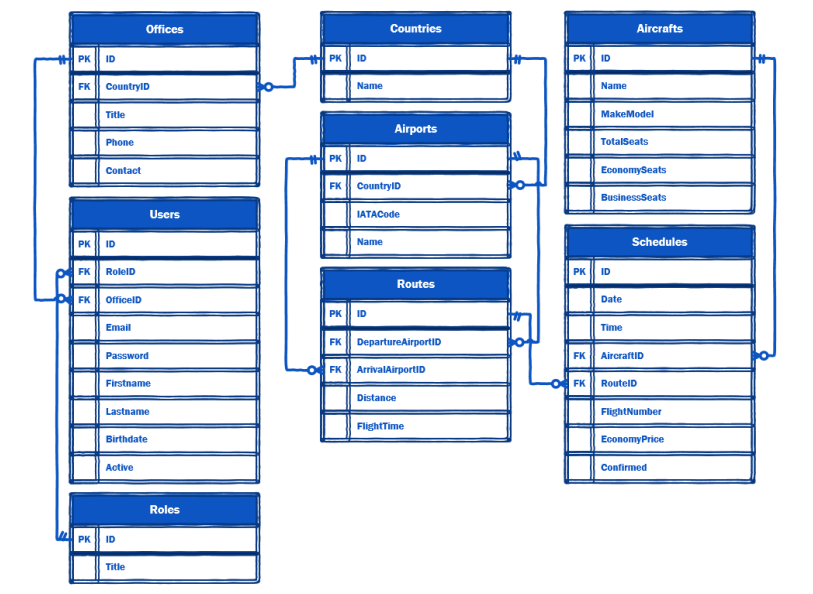 Offices
PK ID
FK CountryID
Title
Phone
Contact
Users
PK ID
FK RoleID
FK OfficeID
Email
Password
Firstname
Lastname
Birthdate
Active
Roles
PK ID
Title
Countries
PK ID
Name
Airports
PK ID
FK CountryID
IATACode
Name
Routes
PK ID
FK DepartureAirportID
FK ArrivalAirportID
Distance
FlightTime
Aircrafts
PK ID
Name
MakeModel
TotalSeats
EconomySeats
BusinessSeats
Schedules
PK ID
Date
Time
FK AircraftID
FK RouteID
FlightNumber
EconomyPrice
Confirmed